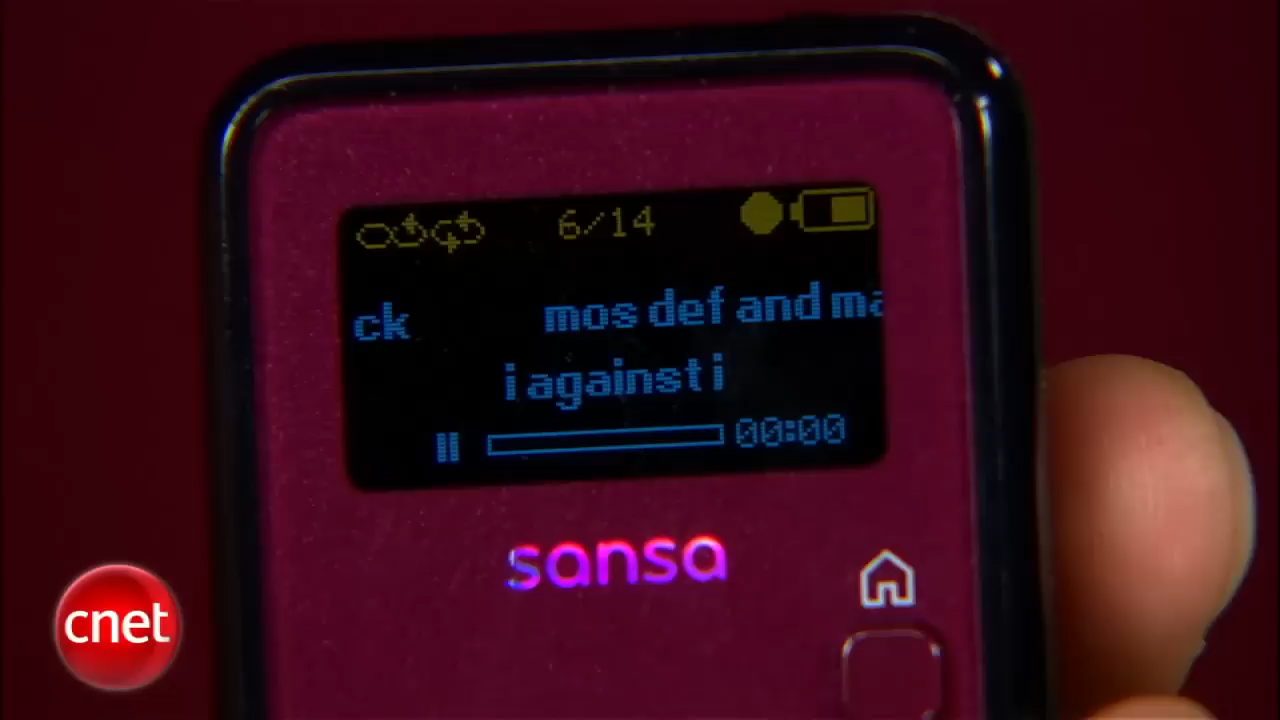 6/14
ck mos def and ma
i against i
00:00
sansa
cnet